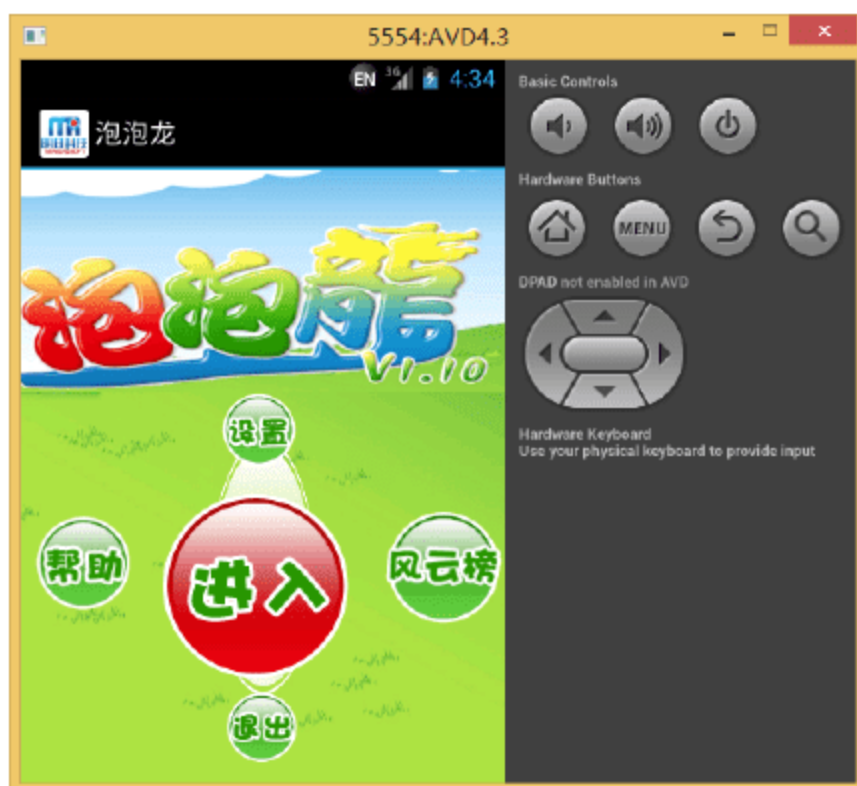 5554:AVD4.3
EN 3G 4:34
泡泡龙
泡泡龍
V1.10
设置
帮助
进入
风云榜
退出
Basic Controls
Hardware Buttons
MENU
DPAD not enabled in AVD
Hardware Keyboard
Use your physical keyboard to provide input